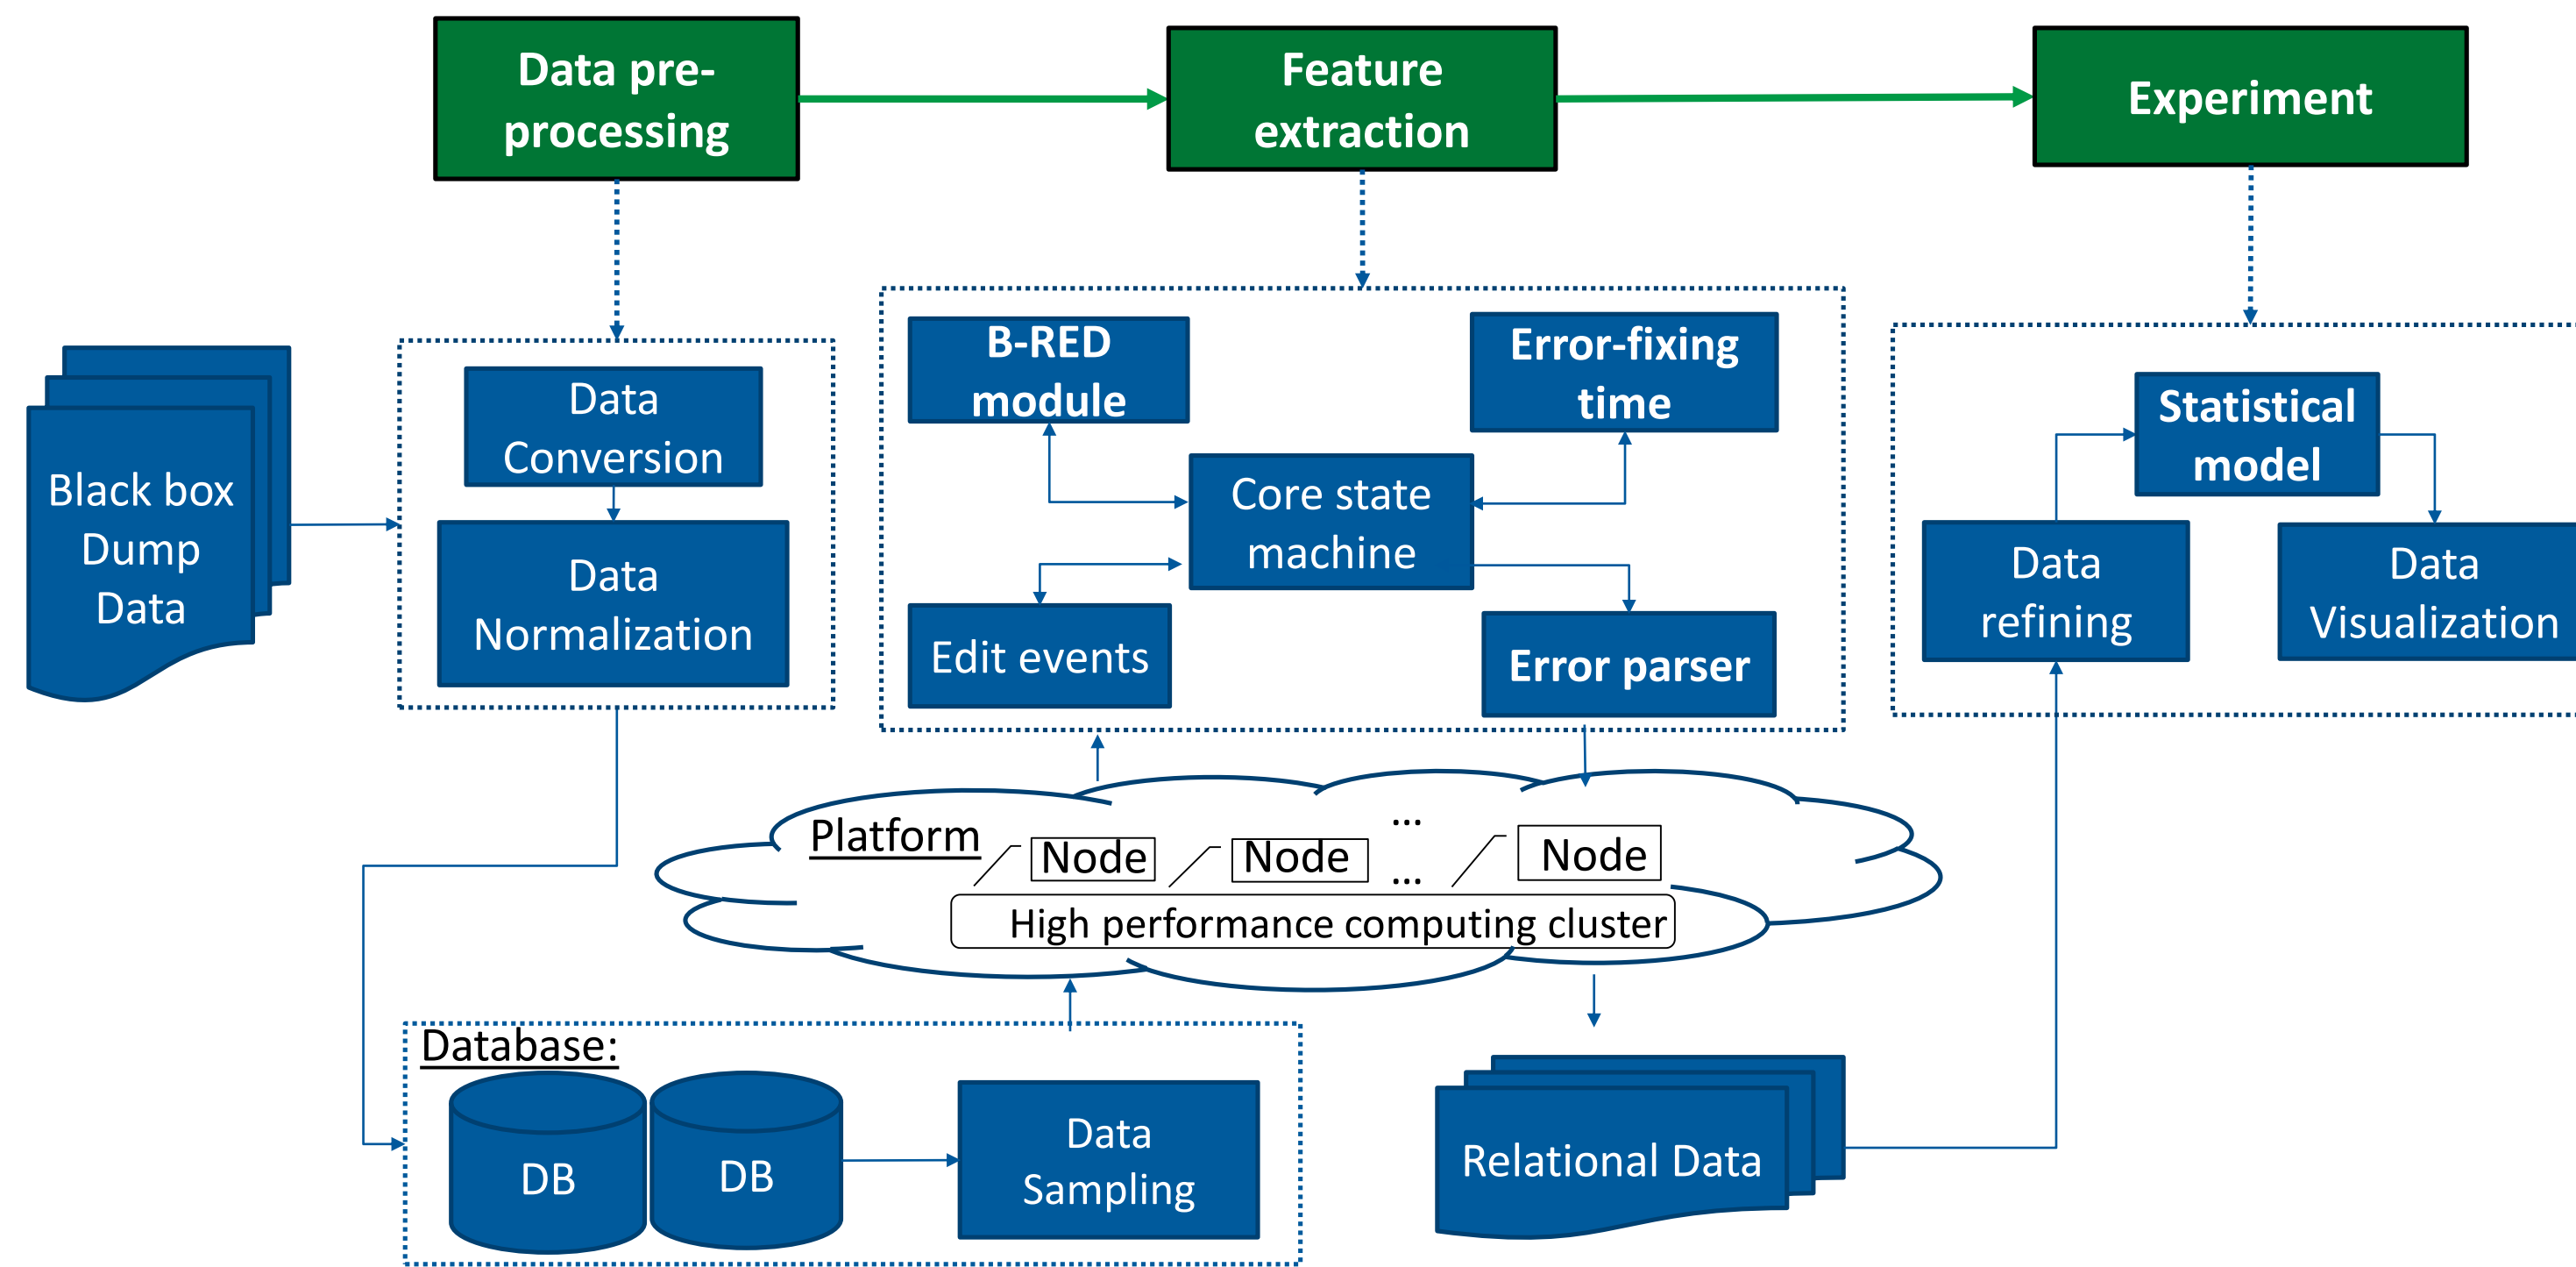 Data pre-
processing
Feature
extraction
Experiment
Black box
Dump
Data
Data
Conversion
Data
Normalization
B-RED
module
Error-fixing
time
Core state
machine
Edit events
Error parser
Statistical
model
Data
refining
Data
Visualization
Platform
Node
Node
...
...
Node
High performance computing cluster
Database:
DB
DB
Data
Sampling
Relational Data